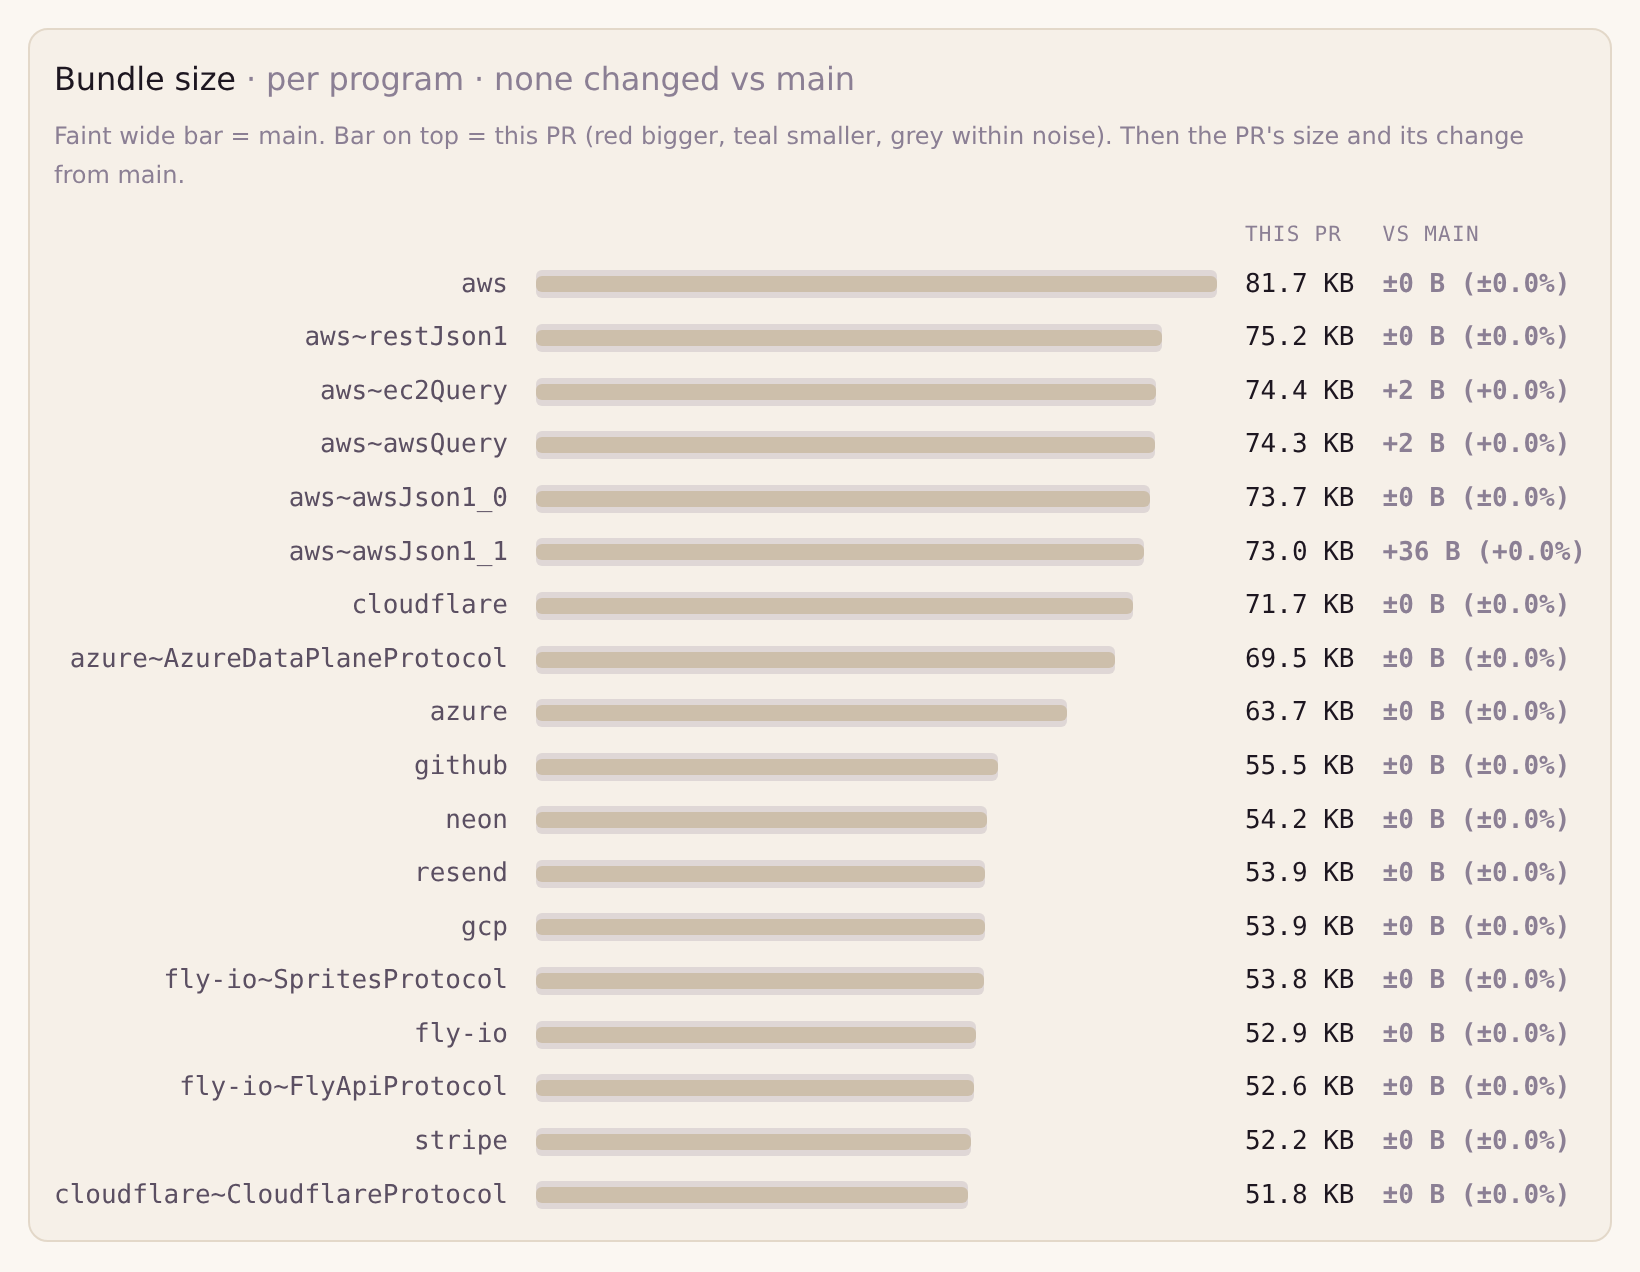 Bundle size · per program · none changed vs main
Faint wide bar = main. Bar on top = this PR (red bigger, teal smaller, grey within noise). Then the PR's size and its change
from main.
THIS PR VS MAIN
aws 81.7 KB ±0 B (±0.0%)
aws~restJson1 75.2 KB ±0 B (±0.0%)
aws~ec2Query 74.4 KB +2 B (+0.0%)
aws~awsQuery 74.3 KB +2 B (+0.0%)
aws~awsJson1_0 73.7 KB ±0 B (±0.0%)
aws~awsJson1_1 73.0 KB +36 B (+0.0%)
cloudflare 71.7 KB ±0 B (±0.0%)
azure~AzureDataPlaneProtocol 69.5 KB ±0 B (±0.0%)
azure 63.7 KB ±0 B (±0.0%)
github 55.5 KB ±0 B (±0.0%)
neon 54.2 KB ±0 B (±0.0%)
resend 53.9 KB ±0 B (±0.0%)
gcp 53.9 KB ±0 B (±0.0%)
fly-io~SpritesProtocol 53.8 KB ±0 B (±0.0%)
fly-io 52.9 KB ±0 B (±0.0%)
fly-io~FlyApiProtocol 52.6 KB ±0 B (±0.0%)
stripe 52.2 KB ±0 B (±0.0%)
cloudflare~CloudflareProtocol 51.8 KB ±0 B (±0.0%)